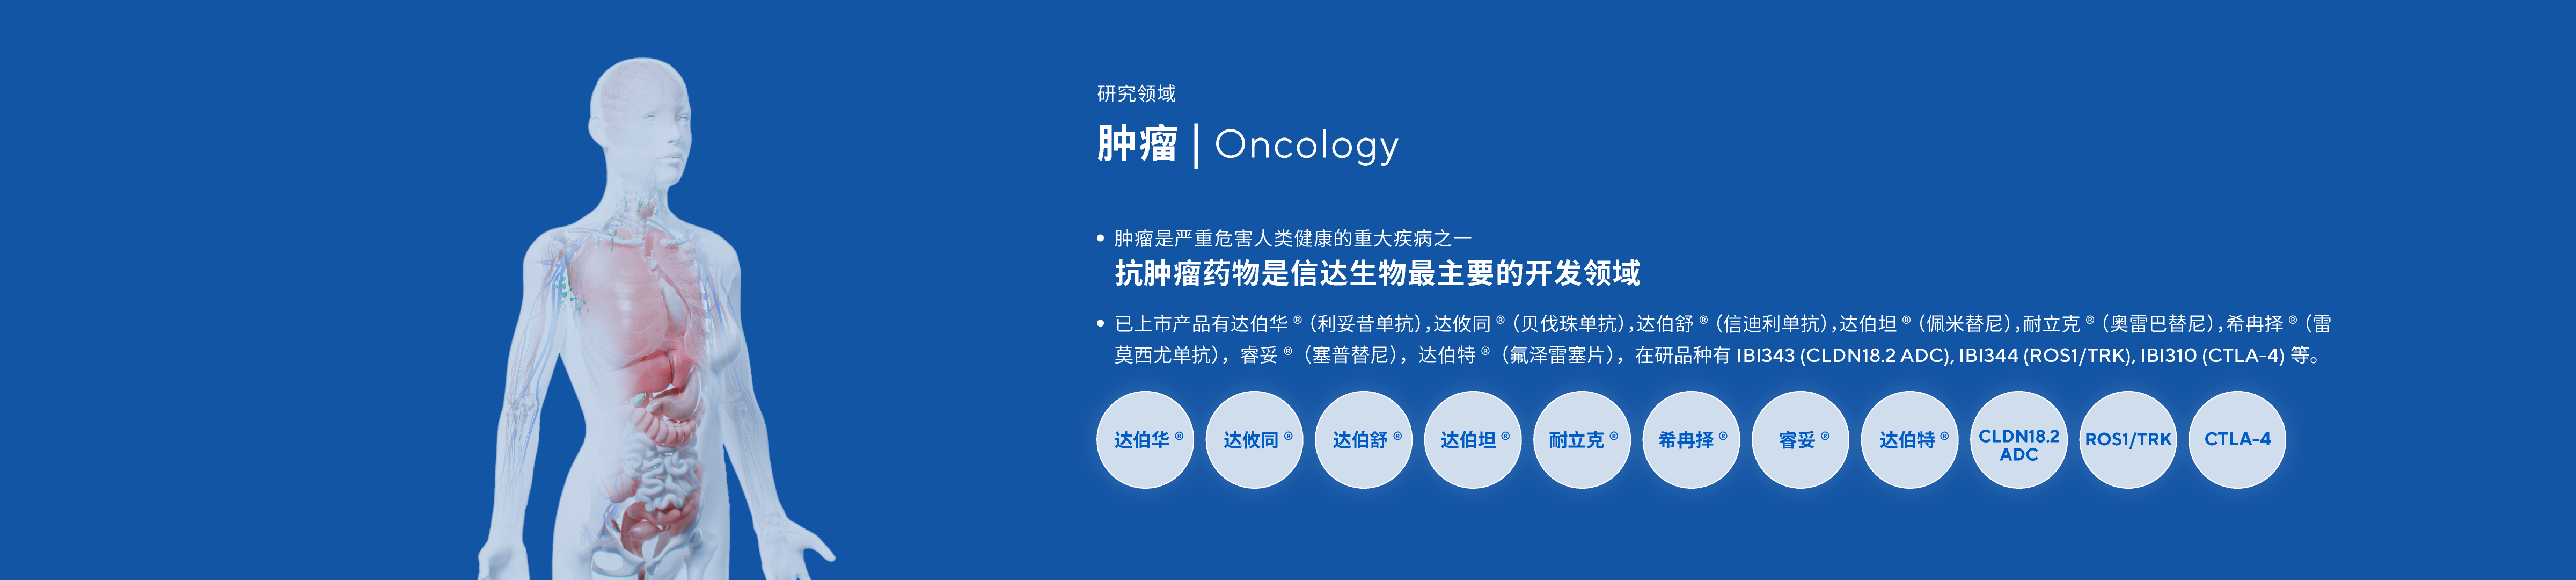 研究领域
肿瘤 | Oncology
• 肿瘤是严重危害人类健康的重大疾病之一
抗肿瘤药物是信达生物最主要的开发领域
• 已上市产品有达伯华®（利妥昔单抗），达攸同®（贝伐珠单抗），达伯舒®（信迪利单抗），达伯坦®（佩米替尼），耐立克®（奥雷巴替尼），希冉择®（雷
莫西尤单抗），睿妥®（塞普替尼），达伯特®（氟泽雷塞片），在研品种有 IBI343 (CLDN18.2 ADC), IBI344 (ROS1/TRK), IBI310 (CTLA-4) 等。
达伯华®
达攸同®
达伯舒®
达伯坦®
耐立克®
希冉择®
睿妥®
达伯特®
CLDN18.2
ADC
ROS1/TRK
CTLA-4